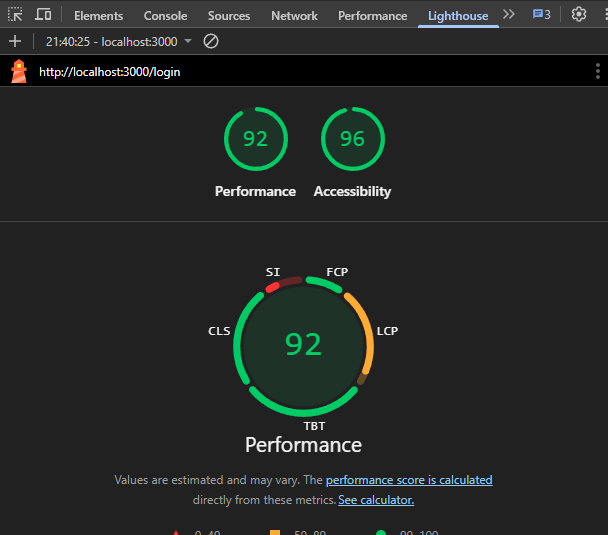 Elements Console Sources Network Performance Lighthouse 3
21:40:25 - localhost:3000
http://localhost:3000/login
92 96
Performance Accessibility
SI FCP
CLS LCP
92
TBT
Performance
Values are estimated and may vary. The performance score is calculated
directly from these metrics. See calculator.